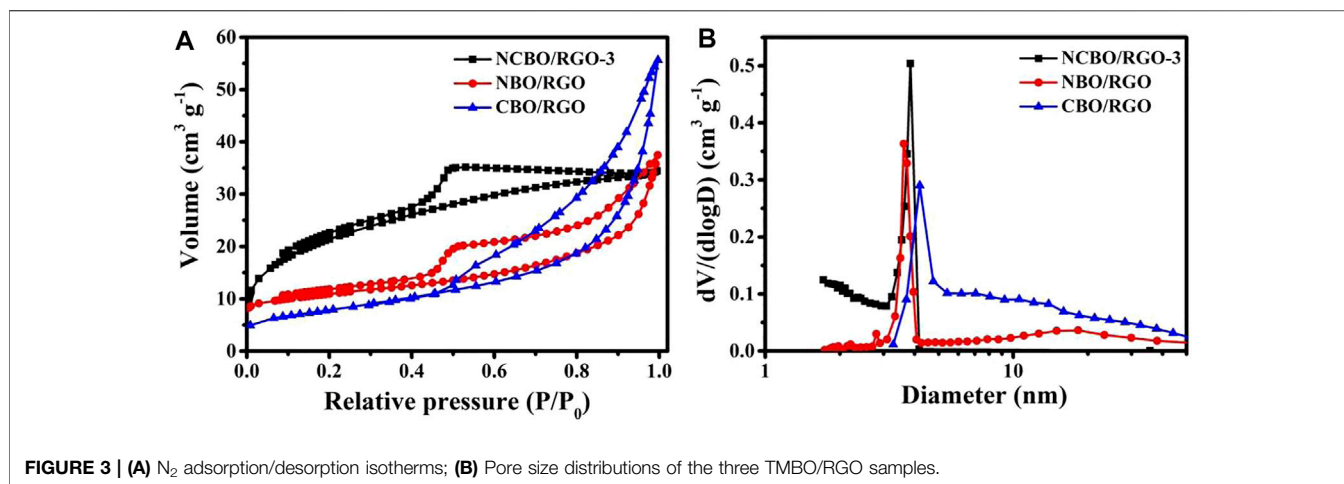 A
NCBO/RGO-3
NBO/RGO
CBO/RGO
Volume (cm³ g⁻¹)
60
50
40
30
20
10
0
0.0 0.2 0.4 0.6 0.8 1.0
Relative pressure (P/P₀)
B
NCBO/RGO-3
NBO/RGO
CBO/RGO
dV/(dlogD) (cm³ g⁻¹)
0.5
0.4
0.3
0.2
0.1
0.0
1 10
Diameter (nm)
FIGURE 3 | (A) N₂ adsorption/desorption isotherms; (B) Pore size distributions of the three TMBO/RGO samples.